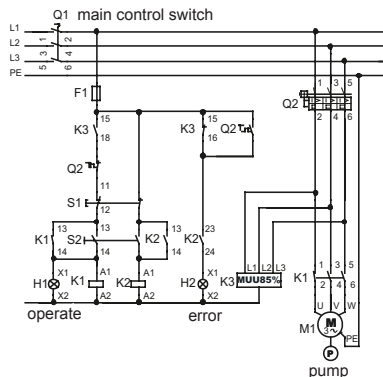 Q1 main control switch
L1
L2 1 2
L3 3 4
PE 5 6
F1
1 3 5
Q2
2 4 6
15 15
K3 K3 Q2
18 16
Q2
11
S1
12
13 13 13 23
K1 S2 K2 K2
14 14 14 24
L1 L2 L3
K3 MUU85%
1 3 5
K1
2 4 6
X1 A1 A1 X1
H1 K1 K2 H2
X2 A2 A2 X2
operate error
U V W
M1 M 3~
PE
P
pump